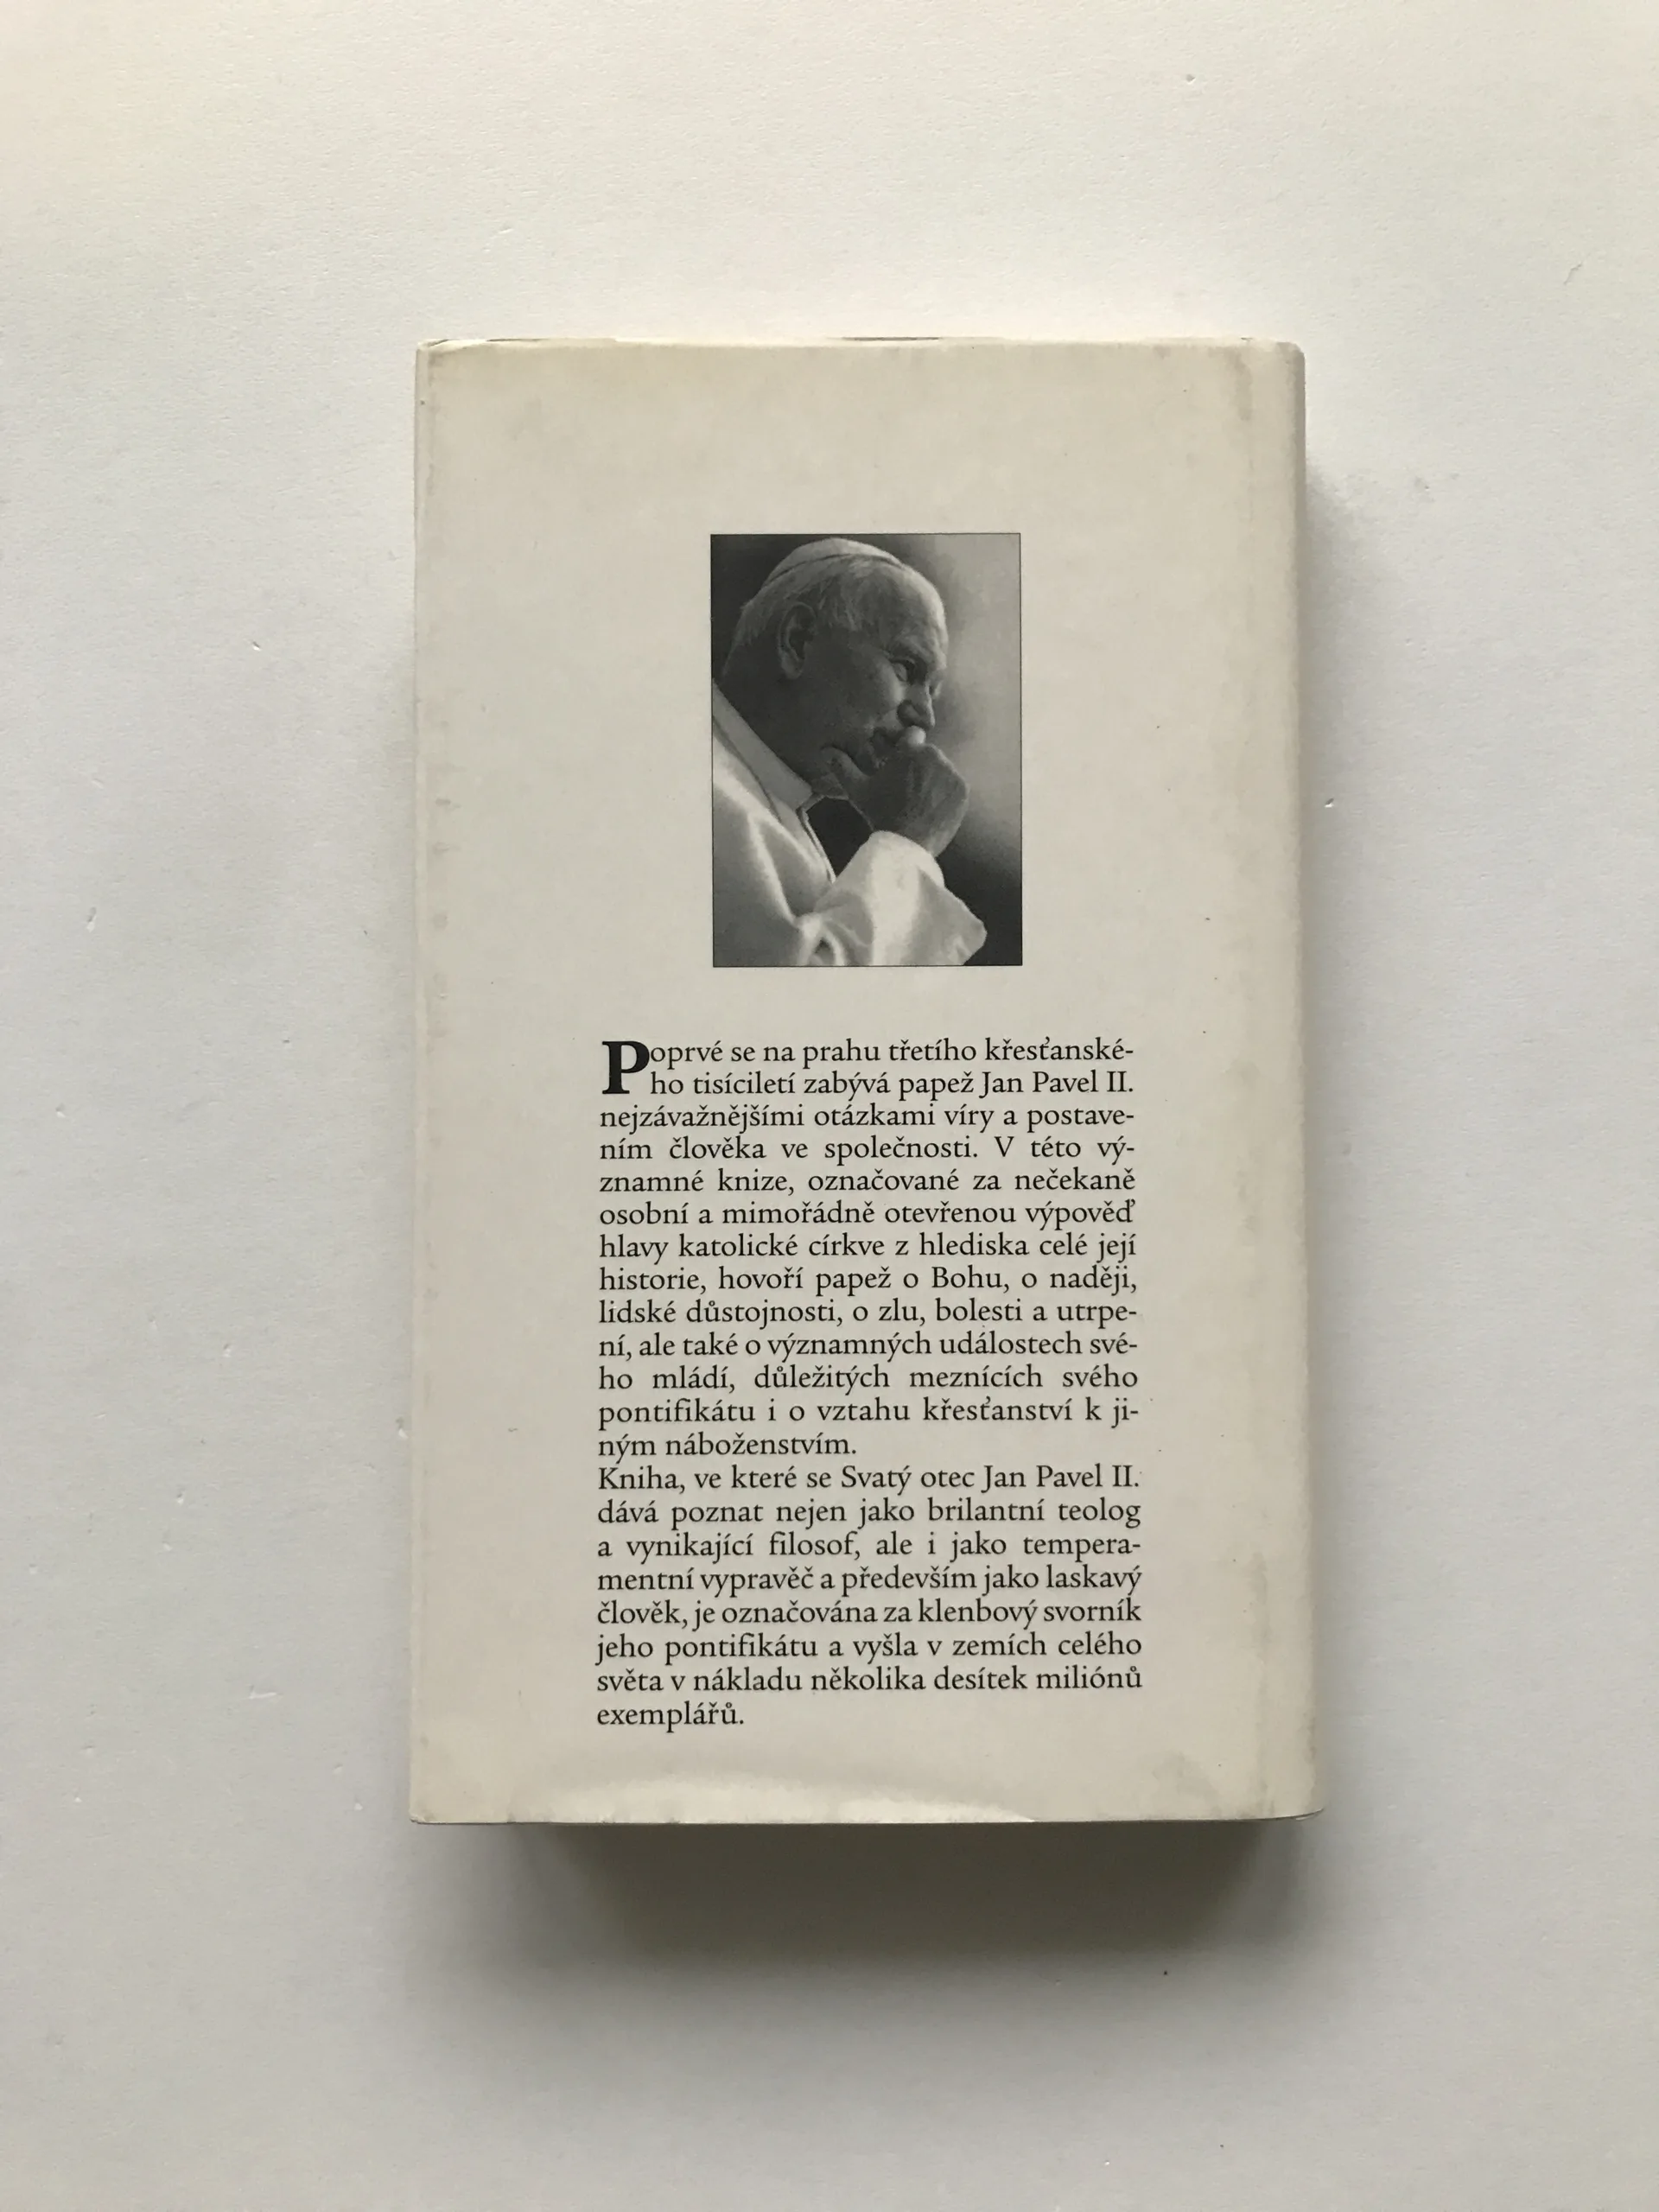 Poprvé se na prahu třetího křesťanské-
ho tisíciletí zabývá papež Jan Pavel II.
nejzávažnějšími otázkami víry a postave-
ním člověka ve společnosti. V této vý-
znamné knize, označované za nečekaně
osobní a mimořádně otevřenou výpověď
hlavy katolické církve z hlediska celé její
historie, hovoří papež o Bohu, o naději,
lidské důstojnosti, o zlu, bolesti a utrpe-
ní, ale také o významných událostech své-
ho mládí, důležitých meznících svého
pontifikátu i o vztahu křesťanství k ji-
ným náboženstvím.
Kniha, ve které se Svatý otec Jan Pavel II.
dává poznat nejen jako brilantní teolog
a vynikající filosof, ale i jako tempera-
mentní vypravěč a především jako laskavý
člověk, je označována za klenbový svorník
jeho pontifikátu a vyšla v zemích celého
světa v nákladu několika desítek miliónů
exemplářů.